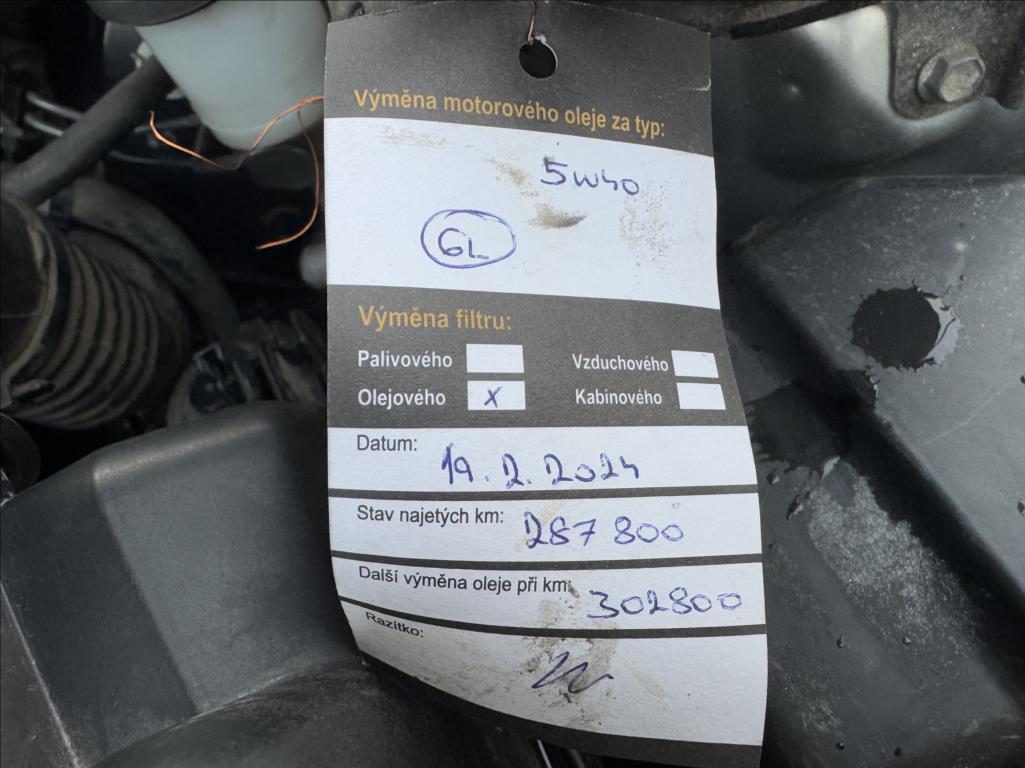 Výměna motorového oleje za typ:
5W40
6L
Výměna filtru:
Palivového Vzduchového
Olejového X Kabinového
Datum: 19.2.2024
Stav najetých km: 287 800
Další výměna oleje při km: 302800
Razítko: